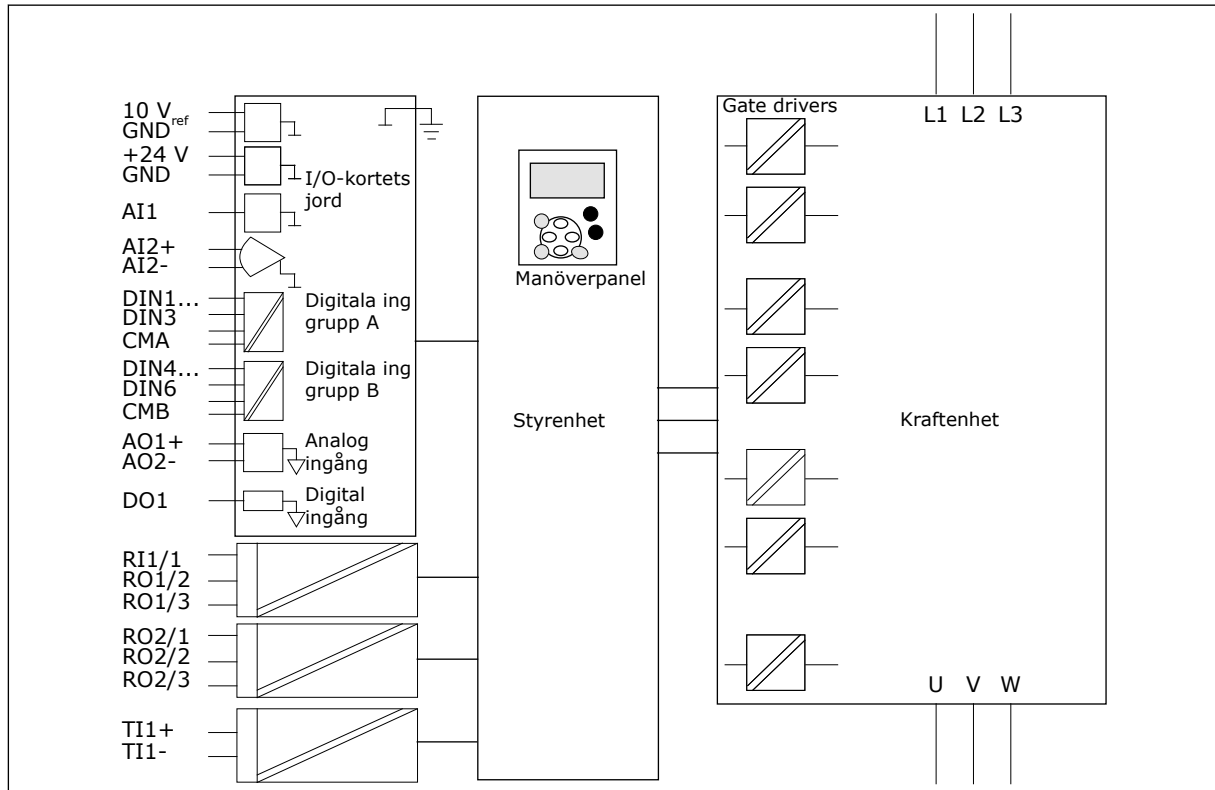 10 Vref
GND
+24 V
GND
I/O-kortets
jord
AI1
AI2+
AI2-
DIN1...
DIN3
CMA
Digitala ing
grupp A
DIN4...
DIN6
CMB
Digitala ing
grupp B
AO1+
AO2-
Analog
ingång
DO1
Digital
ingång
RI1/1
RO1/2
RO1/3
RO2/1
RO2/2
RO2/3
TI1+
TI1-
Manöverpanel
Styrenhet
Gate drivers
L1 L2 L3
Kraftenhet
U V W